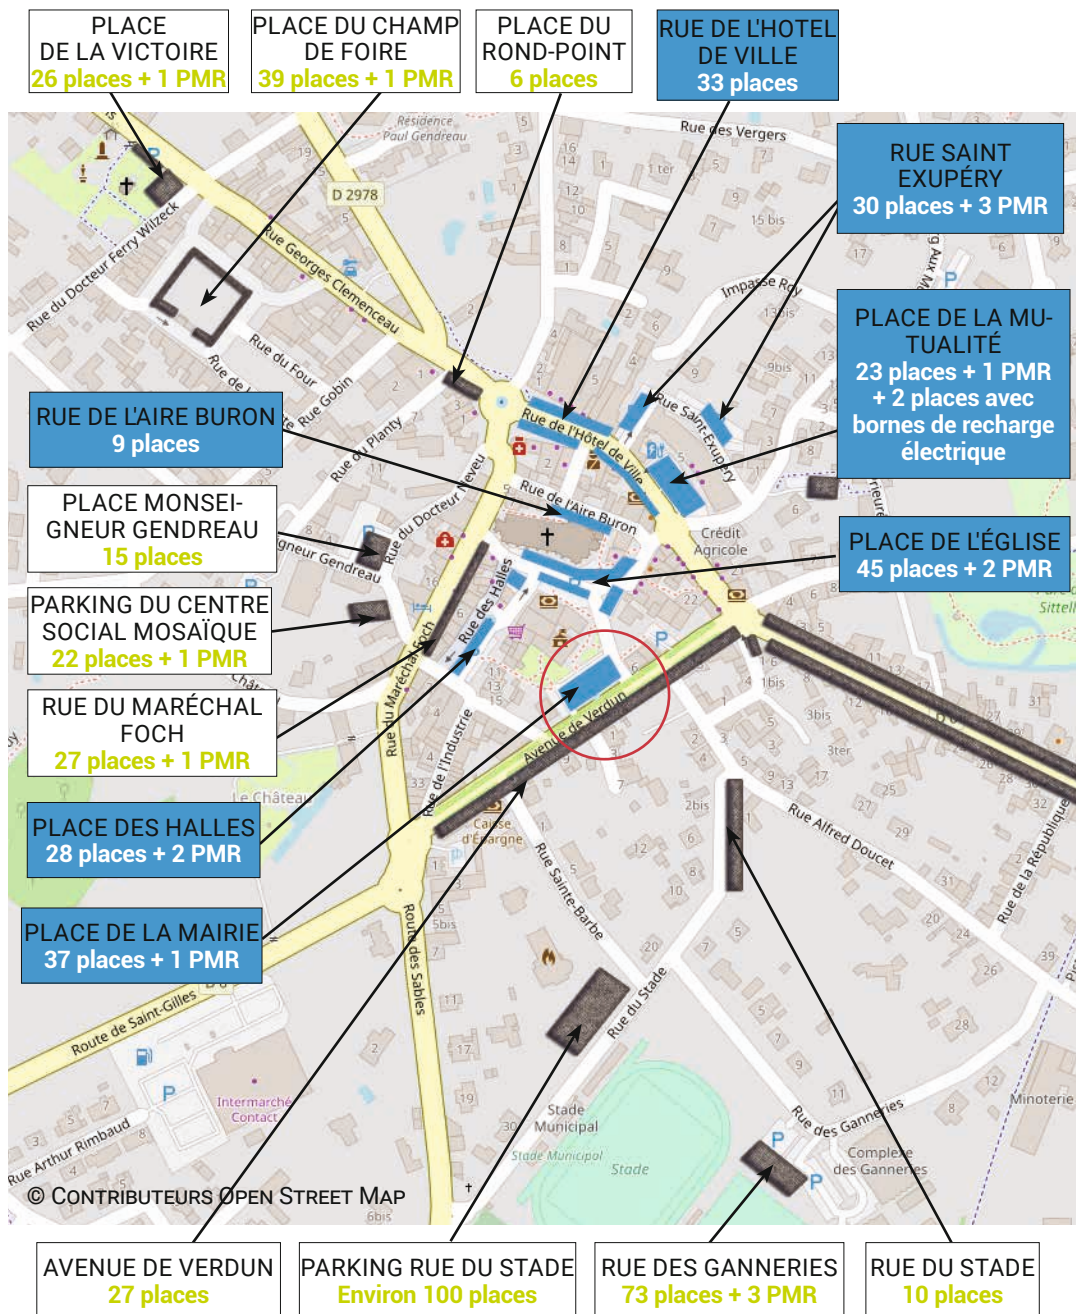 PLACE
DE LA VICTOIRE
26 places + 1 PMR
PLACE DU CHAMP
DE FOIRE
39 places + 1 PMR
PLACE DU
ROND-POINT
6 places
RUE DE L'HOTEL
DE VILLE
33 places
RUE SAINT
EXUPÉRY
30 places + 3 PMR
PLACE DE LA MU-
TUALITÉ
23 places + 1 PMR
+ 2 places avec
bornes de recharge
électrique
RUE DE L'AIRE BURON
9 places
PLACE MONSEI-
GNEUR GENDREAU
15 places
PLACE DE L'ÉGLISE
45 places + 2 PMR
PARKING DU CENTRE
SOCIAL MOSAÏQUE
22 places + 1 PMR
RUE DU MARÉCHAL
FOCH
27 places + 1 PMR
PLACE DES HALLES
28 places + 2 PMR
PLACE DE LA MAIRIE
37 places + 1 PMR
Résidence
Paul Gendreau
Rue des Vergers
D 2978
Rue Georges Clemenceau
Rue du Docteur Ferry Wilzeck
Rue du Four
Rue Gobin
Rue du Planty
Rue du Docteur Neveu
Impasse Roy
Rue Saint-Exupéry
Rue de l'Hôtel de Ville
Rue de l'Aire Buron
Crédit
Agricole
Rue des Halles
Rue du Maréchal Foch
Rue de l'Industrie
Avenue de Verdun
Le Château
Caisse
d'Épargne
Rue Sainte-Barbe
Rue Alfred Doucet
Rue de la République
Route des Sables
Route de Saint-Gilles
Rue du Stade
Intermarché
Contact
Rue Arthur Rimbaud
Stade
Municipal
Stade Municipal
Stade
Rue des Ganneries
Complexe
des Ganneries
Minoterie
© CONTRIBUTEURS OPEN STREET MAP
AVENUE DE VERDUN
27 places
PARKING RUE DU STADE
Environ 100 places
RUE DES GANNERIES
73 places + 3 PMR
RUE DU STADE
10 places